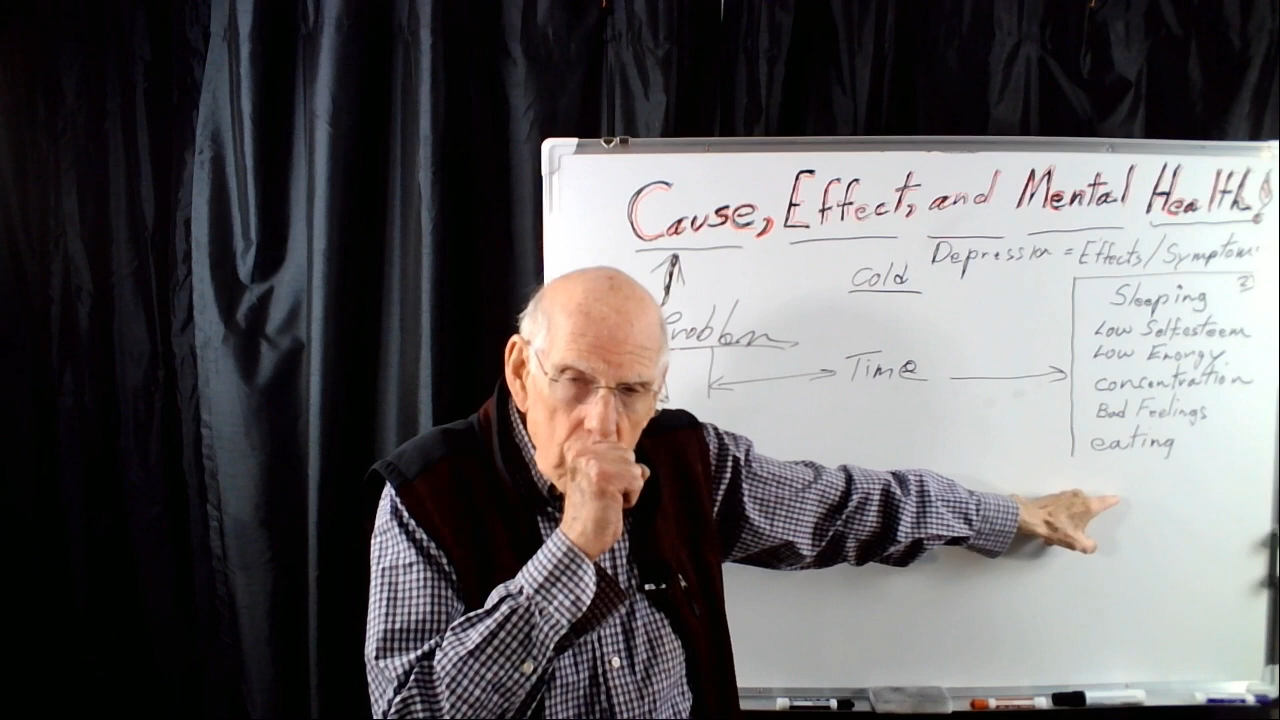 Cause, Effect, and Mental Health!
Depression = Effects/Symptoms
Cold
Problem
Time
2)
Sleeping
Low Selfesteem
Low Energy
concentration
Bad Feelings
eating